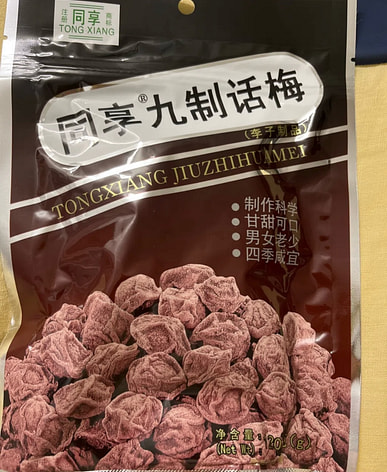 注册 同享 商标
TONG XIANG
同享®九制话梅
(李子制品)
TONGXIANG JIUZHIHUAMEI
● 制作科学
● 甘甜可口
● 男女老少
● 四季咸宜
净含量:
(Net Wt): (g)